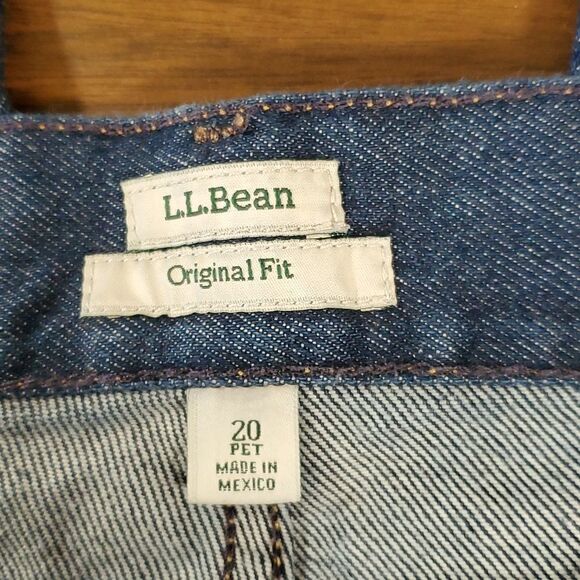 L.L.Bean
Original Fit
20
PET
MADE IN
MEXICO